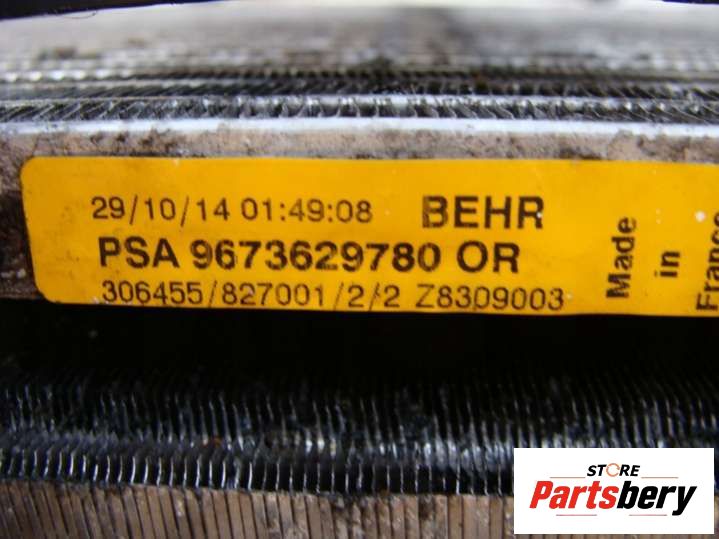 29/10/14 01:49:08 BEHR
PSA 9673629780 OR
306455/827001/2/2 Z8309003
Made
in
France
STORE
Partsbery